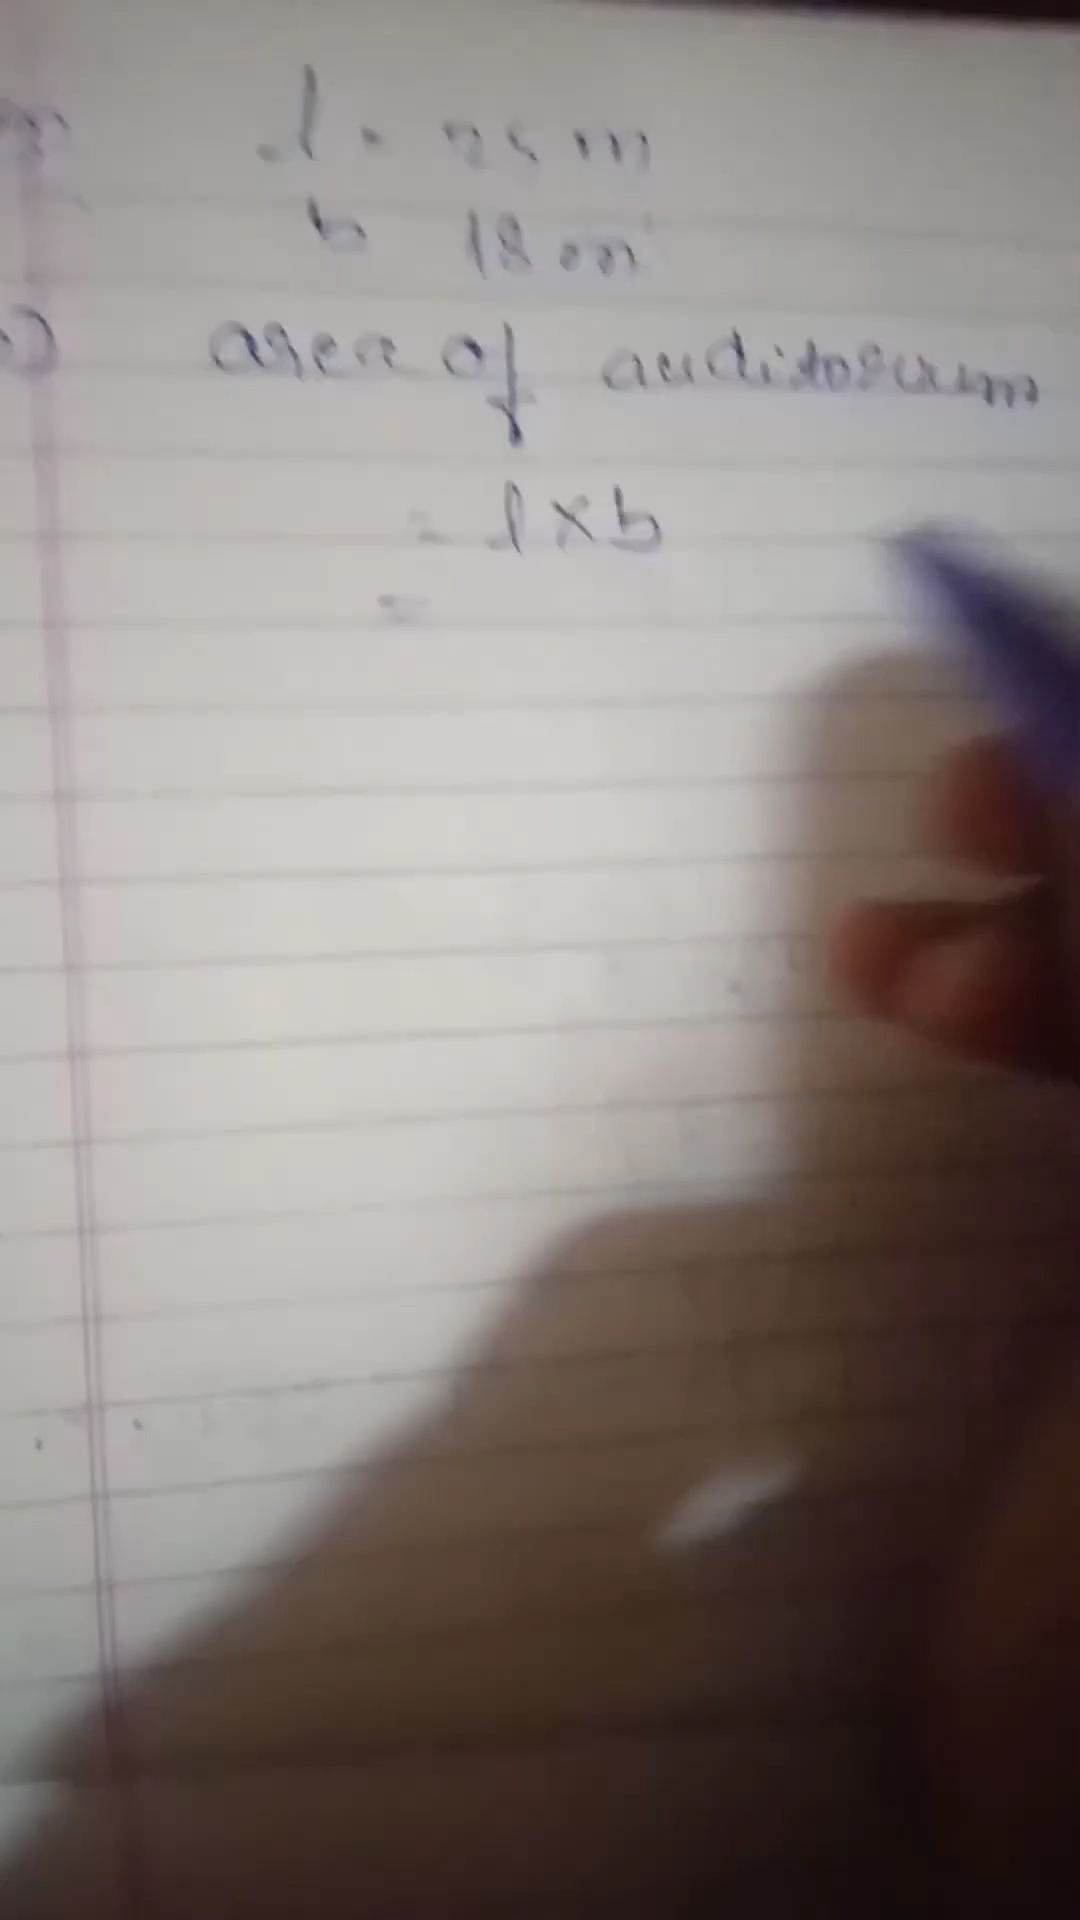 l = 25 m
b 18 m
) area of auditorium
= l × b
=